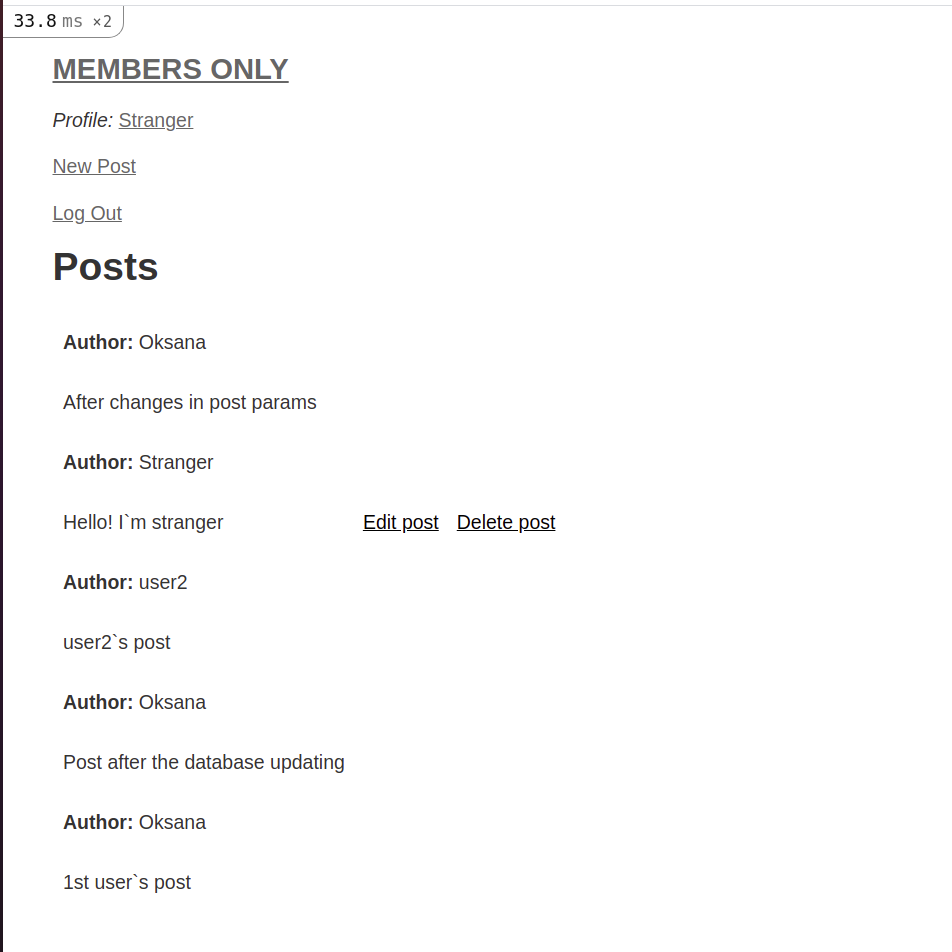 33.8 ms ×2
MEMBERS ONLY
Profile: Stranger
New Post
Log Out
Posts
Author: Oksana
After changes in post params
Author: Stranger
Hello! I`m stranger Edit post Delete post
Author: user2
user2`s post
Author: Oksana
Post after the database updating
Author: Oksana
1st user`s post